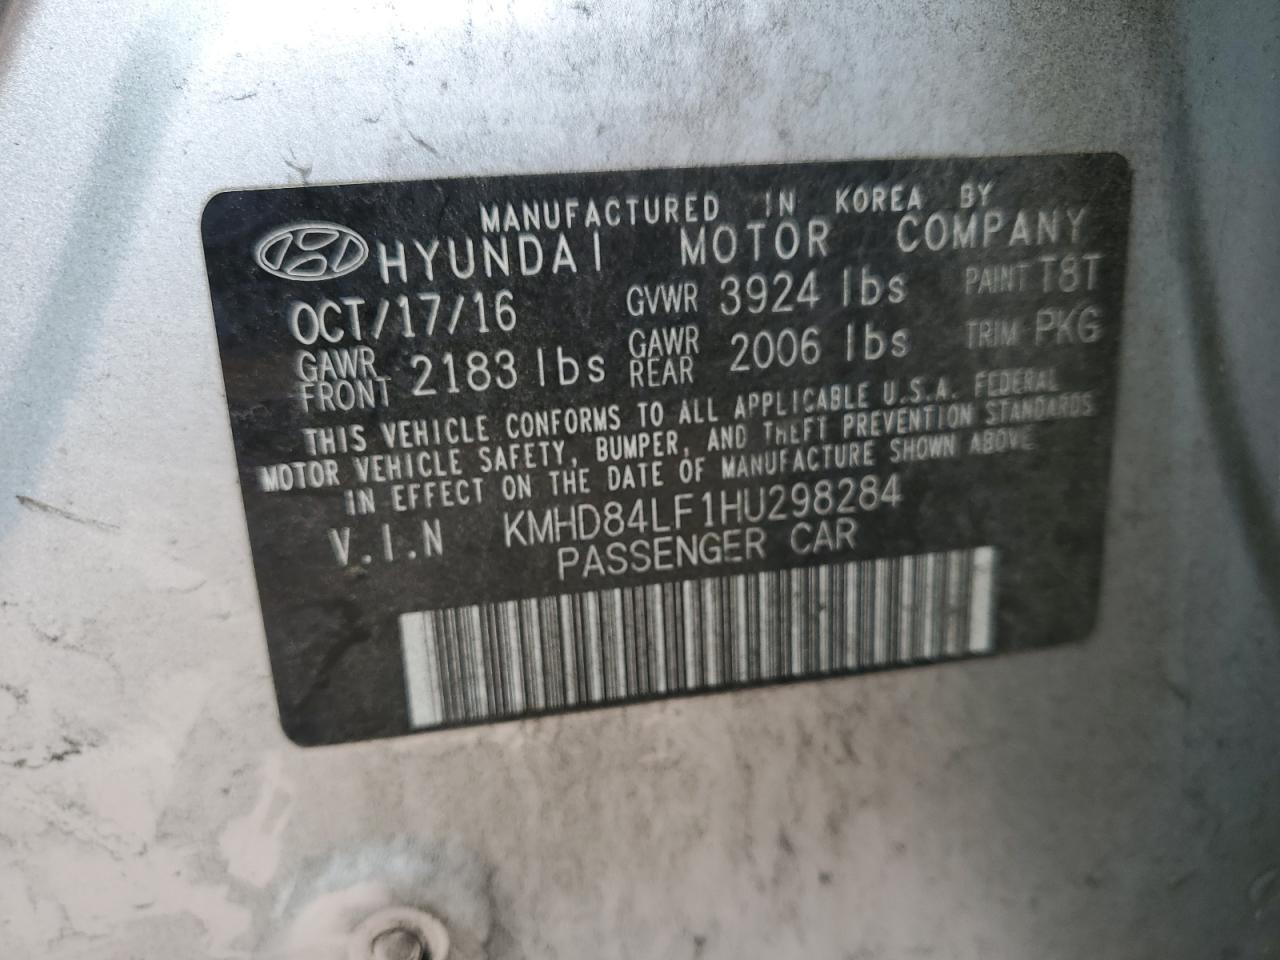 MANUFACTURED IN KOREA BY
HYUNDAI MOTOR COMPANY
OCT/17/16 GVWR 3924 lbs PAINT T8T
GAWR FRONT 2183 lbs GAWR REAR 2006 lbs TRIM PKG
THIS VEHICLE CONFORMS TO ALL APPLICABLE U.S.A. FEDERAL
MOTOR VEHICLE SAFETY, BUMPER, AND THEFT PREVENTION STANDARDS
IN EFFECT ON THE DATE OF MANUFACTURE SHOWN ABOVE
V.I.N KMHD84LF1HU298284
PASSENGER CAR